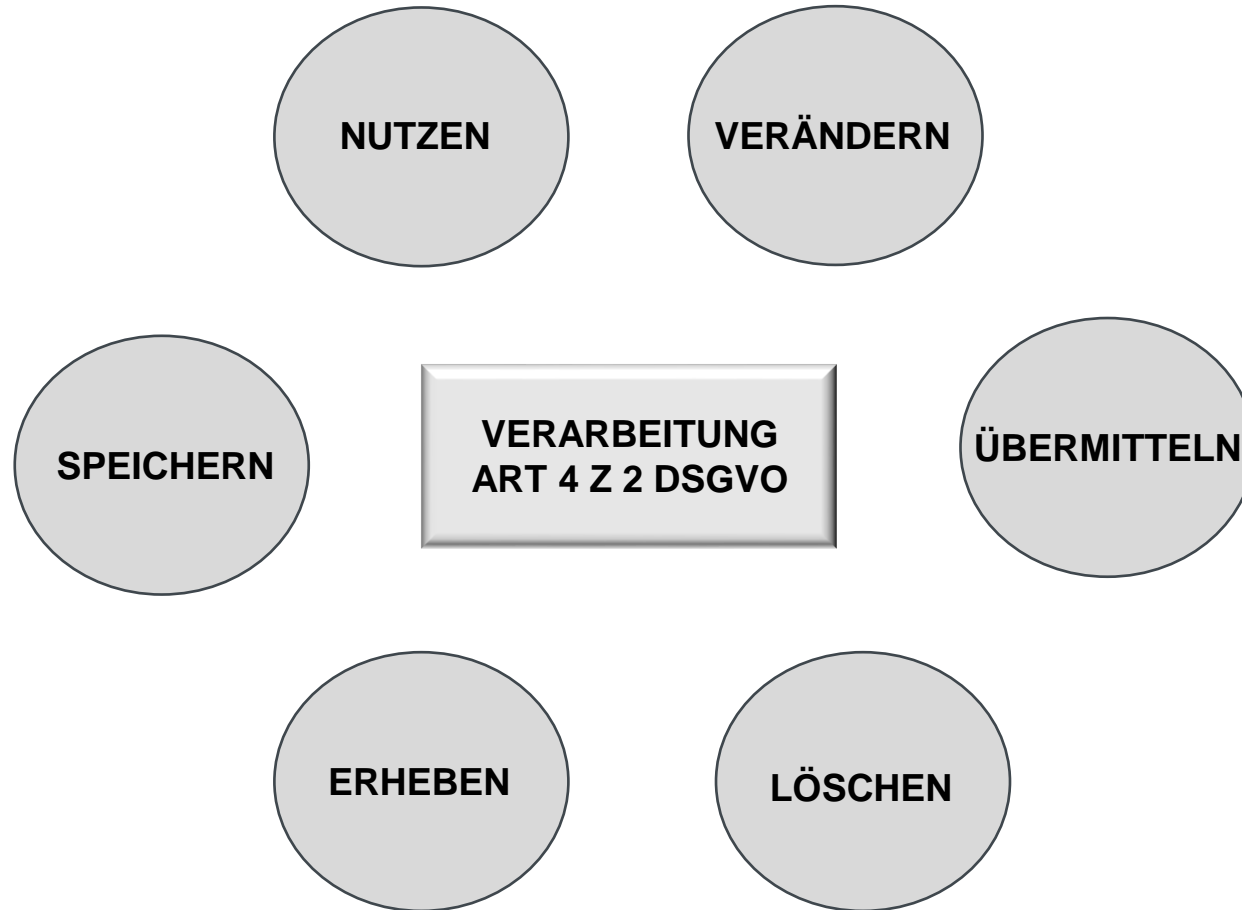 NUTZEN
VERÄNDERN
SPEICHERN
VERARBEITUNG
ART 4 Z 2 DSGVO
ÜBERMITTELN
ERHEBEN
LÖSCHEN